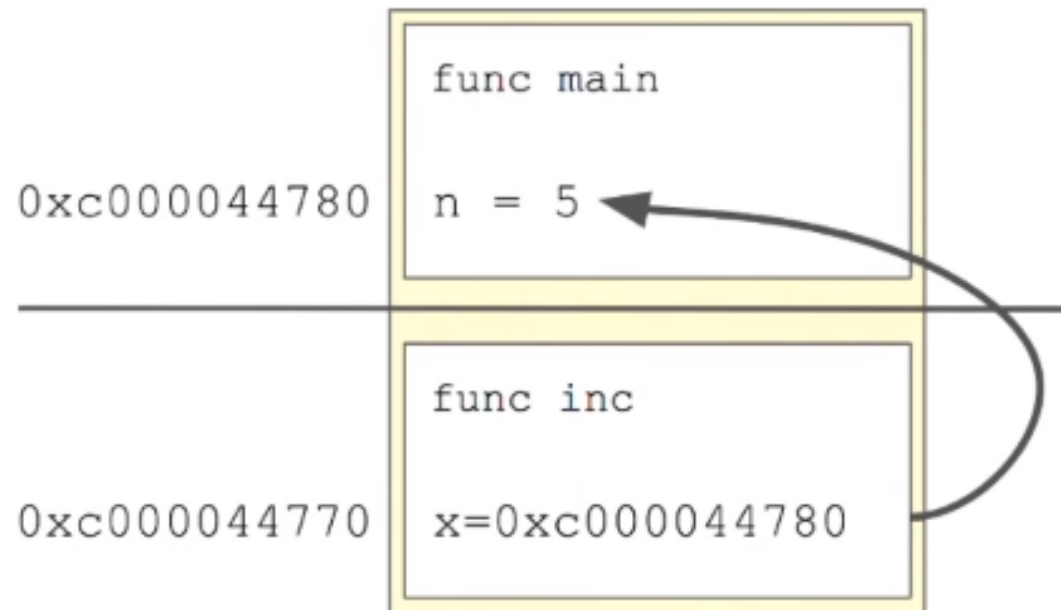 func main
0xc000044780 n = 5
func inc
0xc000044770 x=0xc000044780